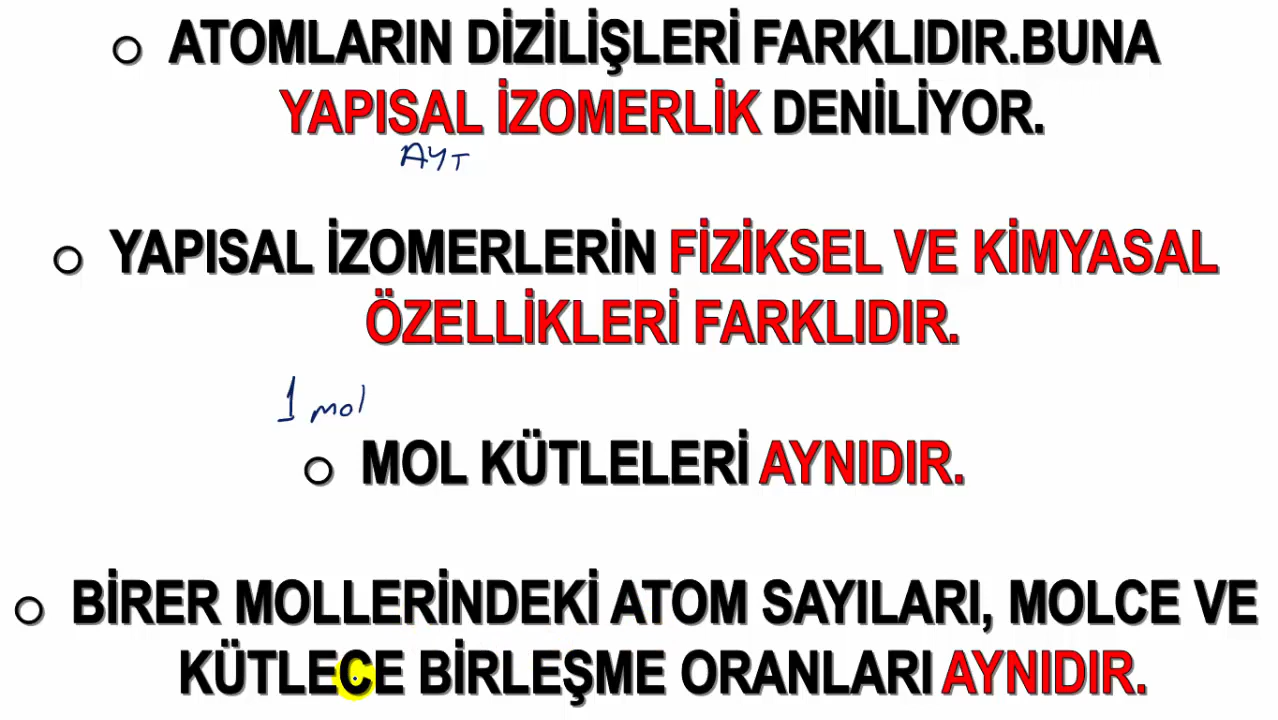 ○ ATOMLARIN DİZİLİŞLERİ FARKLIDIR.BUNA
YAPISAL İZOMERLİK DENİLİYOR.
AYT
○ YAPISAL İZOMERLERİN FİZİKSEL VE KİMYASAL
ÖZELLİKLERİ FARKLIDIR.
1 mol
○ MOL KÜTLELERİ AYNIDIR.
○ BİRER MOLLERİNDEKİ ATOM SAYILARI, MOLCE VE
KÜTLECE BİRLEŞME ORANLARI AYNIDIR.